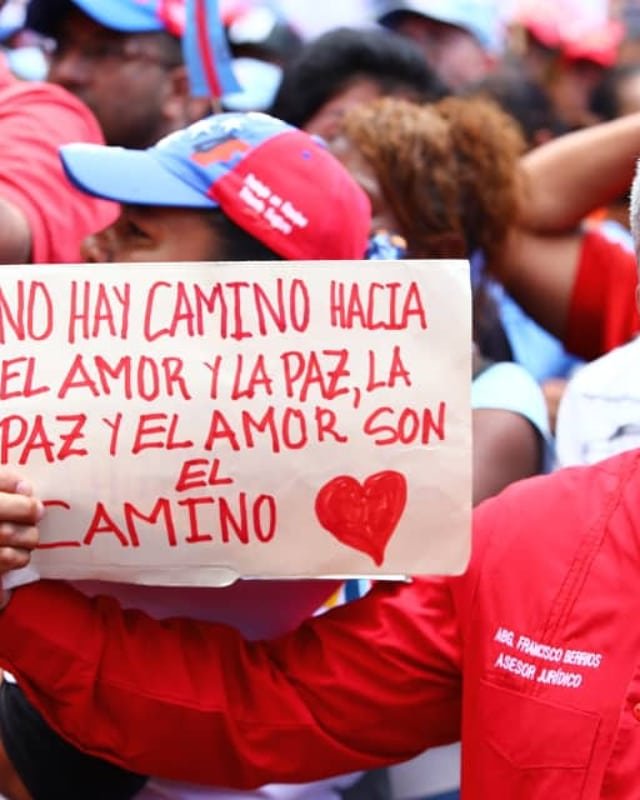 NO HAY CAMINO HACIA
EL AMOR Y LA PAZ, LA
PAZ Y EL AMOR SON
EL
CAMINO
ABG. FRANCISCO BERRIOS
ASESOR JURÍDICO